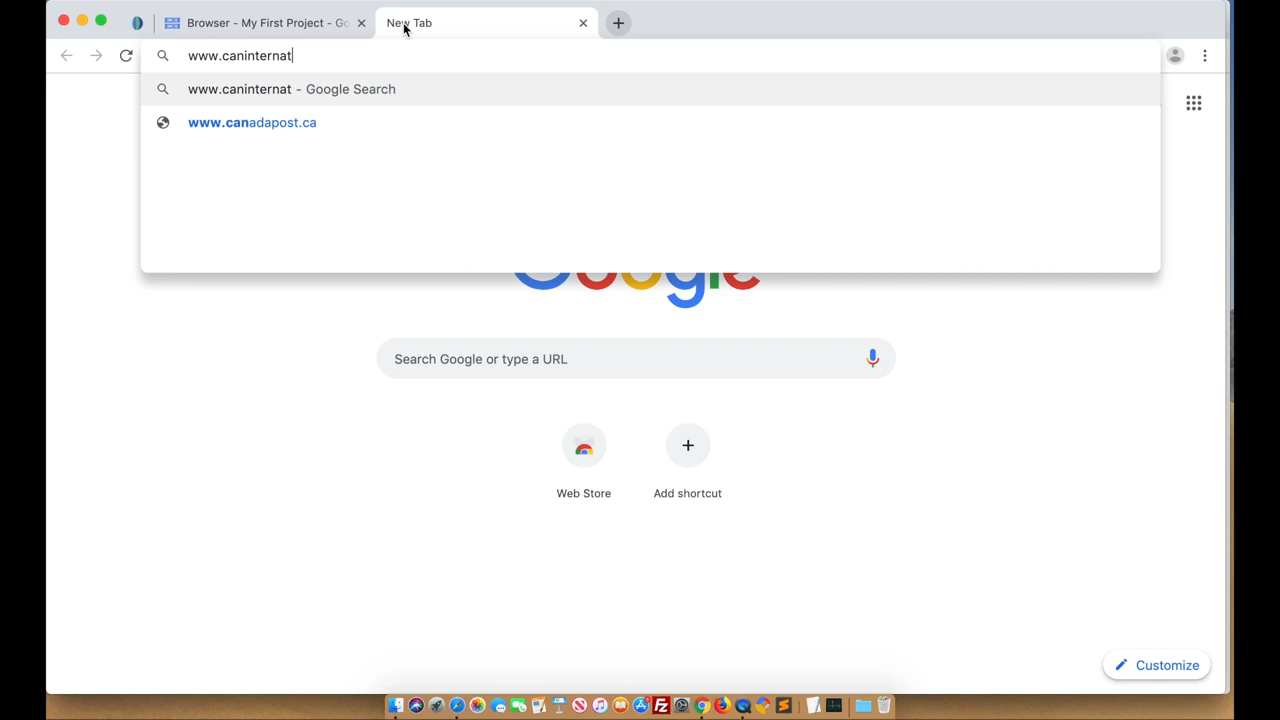 Browser - My First Project - Go
New Tab
www.caninternat
www.caninternat - Google Search
www.canadapost.ca
Google
Search Google or type a URL
Web Store
Add shortcut
Customize